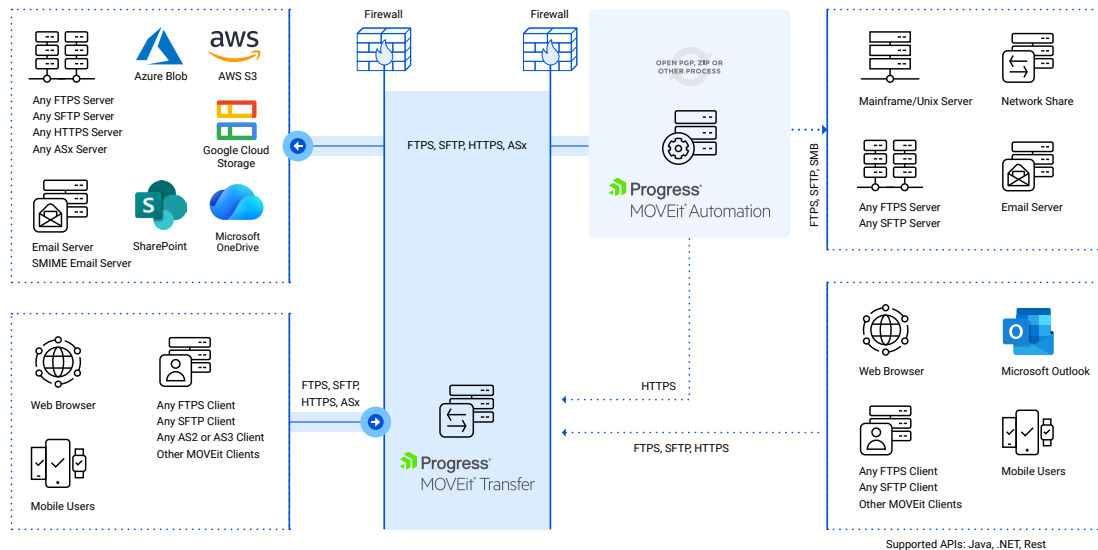 Firewall
Firewall
Azure Blob
aws
AWS S3
Any FTPS Server
Any SFTP Server
Any HTTPS Server
Any ASx Server
Google Cloud
Storage
Email Server
SMIME Email Server
S
SharePoint
Microsoft
OneDrive
FTPS, SFTP, HTTPS, ASx
OPEN PGP, ZIP OR
OTHER PROCESS
Progress®
MOVEit® Automation
FTPS, SFTP, SMB
Mainframe/Unix Server
Network Share
Any FTPS Server
Any SFTP Server
Email Server
Web Browser
Any FTPS Client
Any SFTP Client
Any AS2 or AS3 Client
Other MOVEit Clients
Mobile Users
FTPS, SFTP,
HTTPS, ASx
Progress®
MOVEit® Transfer
HTTPS
FTPS, SFTP, HTTPS
Web Browser
O
Microsoft Outlook
Any FTPS Client
Any SFTP Client
Other MOVEit Clients
Mobile Users
Supported APIs: Java, .NET, Rest